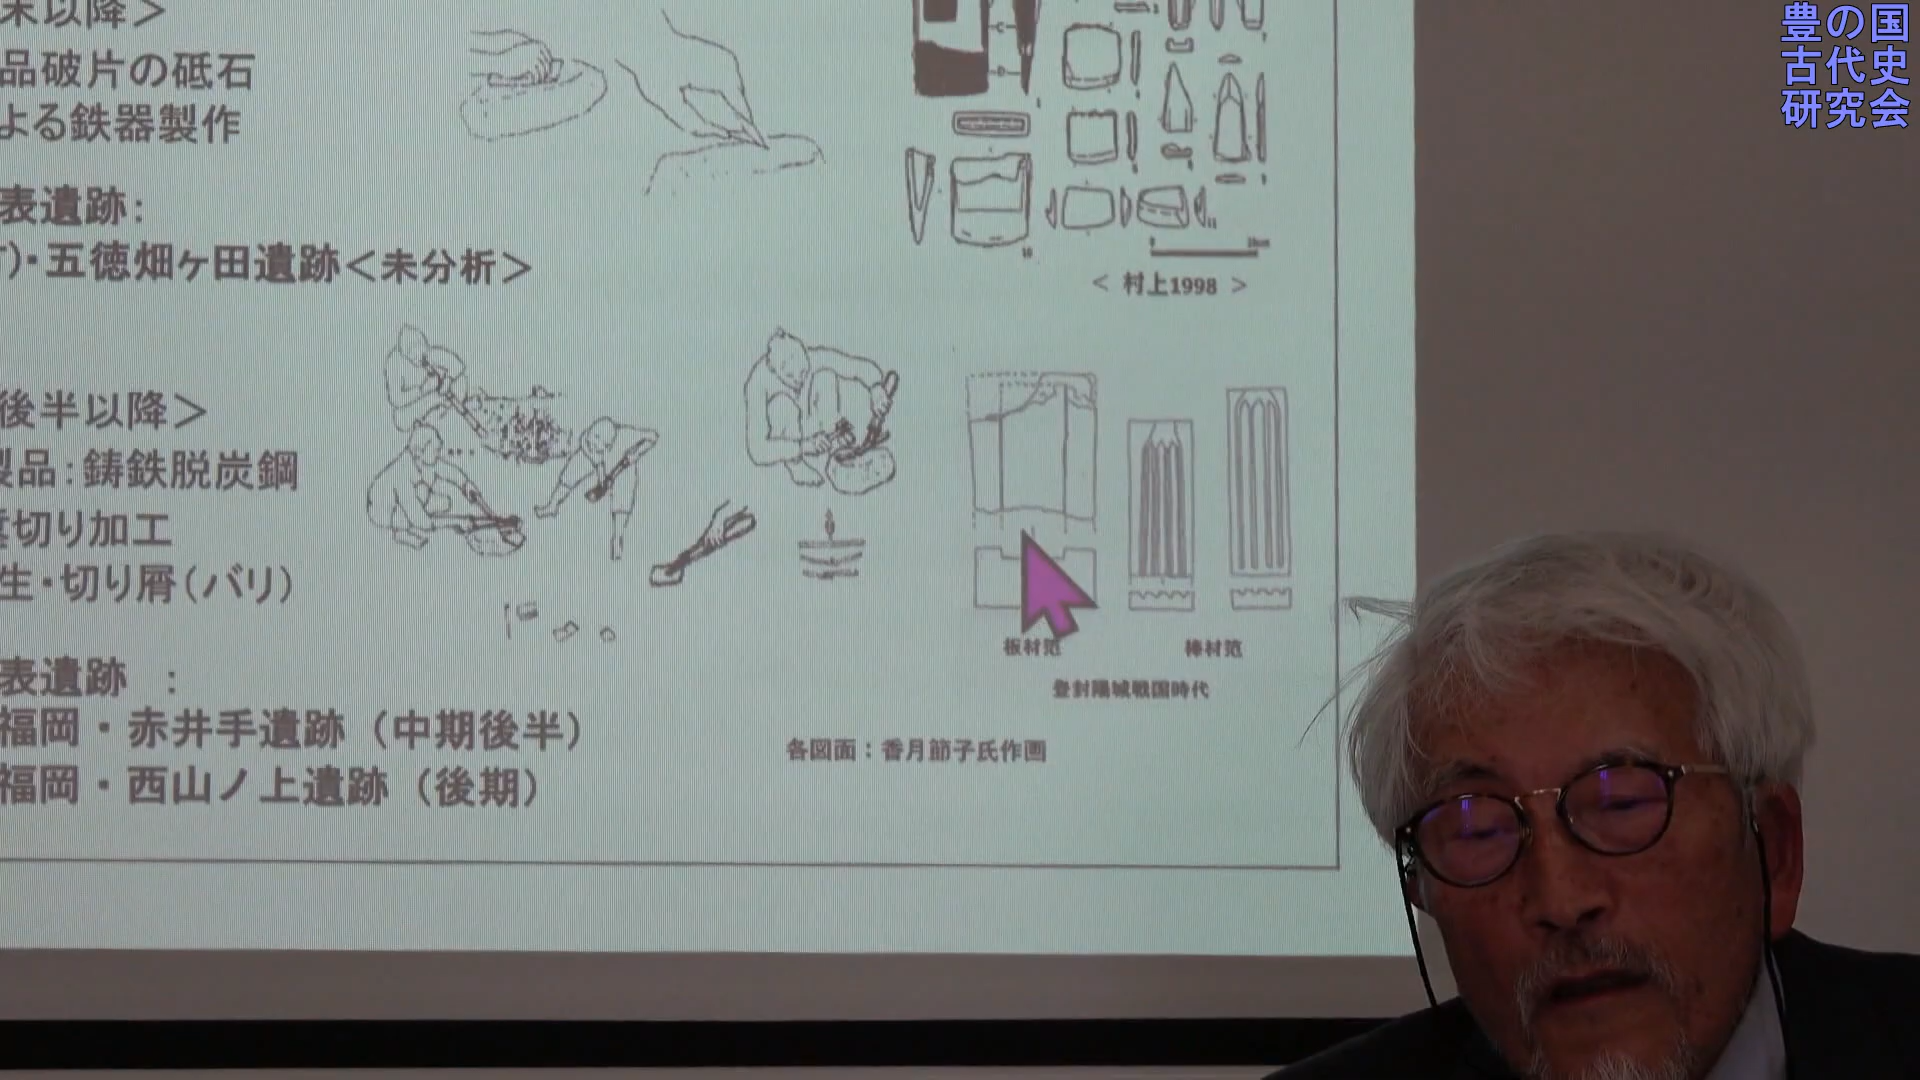 豊の国
古代史
研究会
末以降＞
品破片の砥石
よる鉄器製作
表遺跡：
)・五徳畑ヶ田遺跡＜未分析＞
＜ 村上1998 ＞
後半以降＞
製品：鋳鉄脱炭鋼
切り加工
生・切り屑（バリ）
表遺跡 ：
福岡・赤井手遺跡（中期後半）
福岡・西山ノ上遺跡（後期）
板材笵
棒材笵
登封陽城戦国時代
各図面：香月節子氏作画